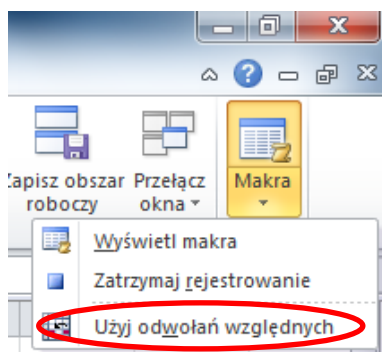 Zapisz obszar roboczy
Przełącz okna
Makra
Wyświetl makra
Zatrzymaj rejestrowanie
Użyj odwołań względnych